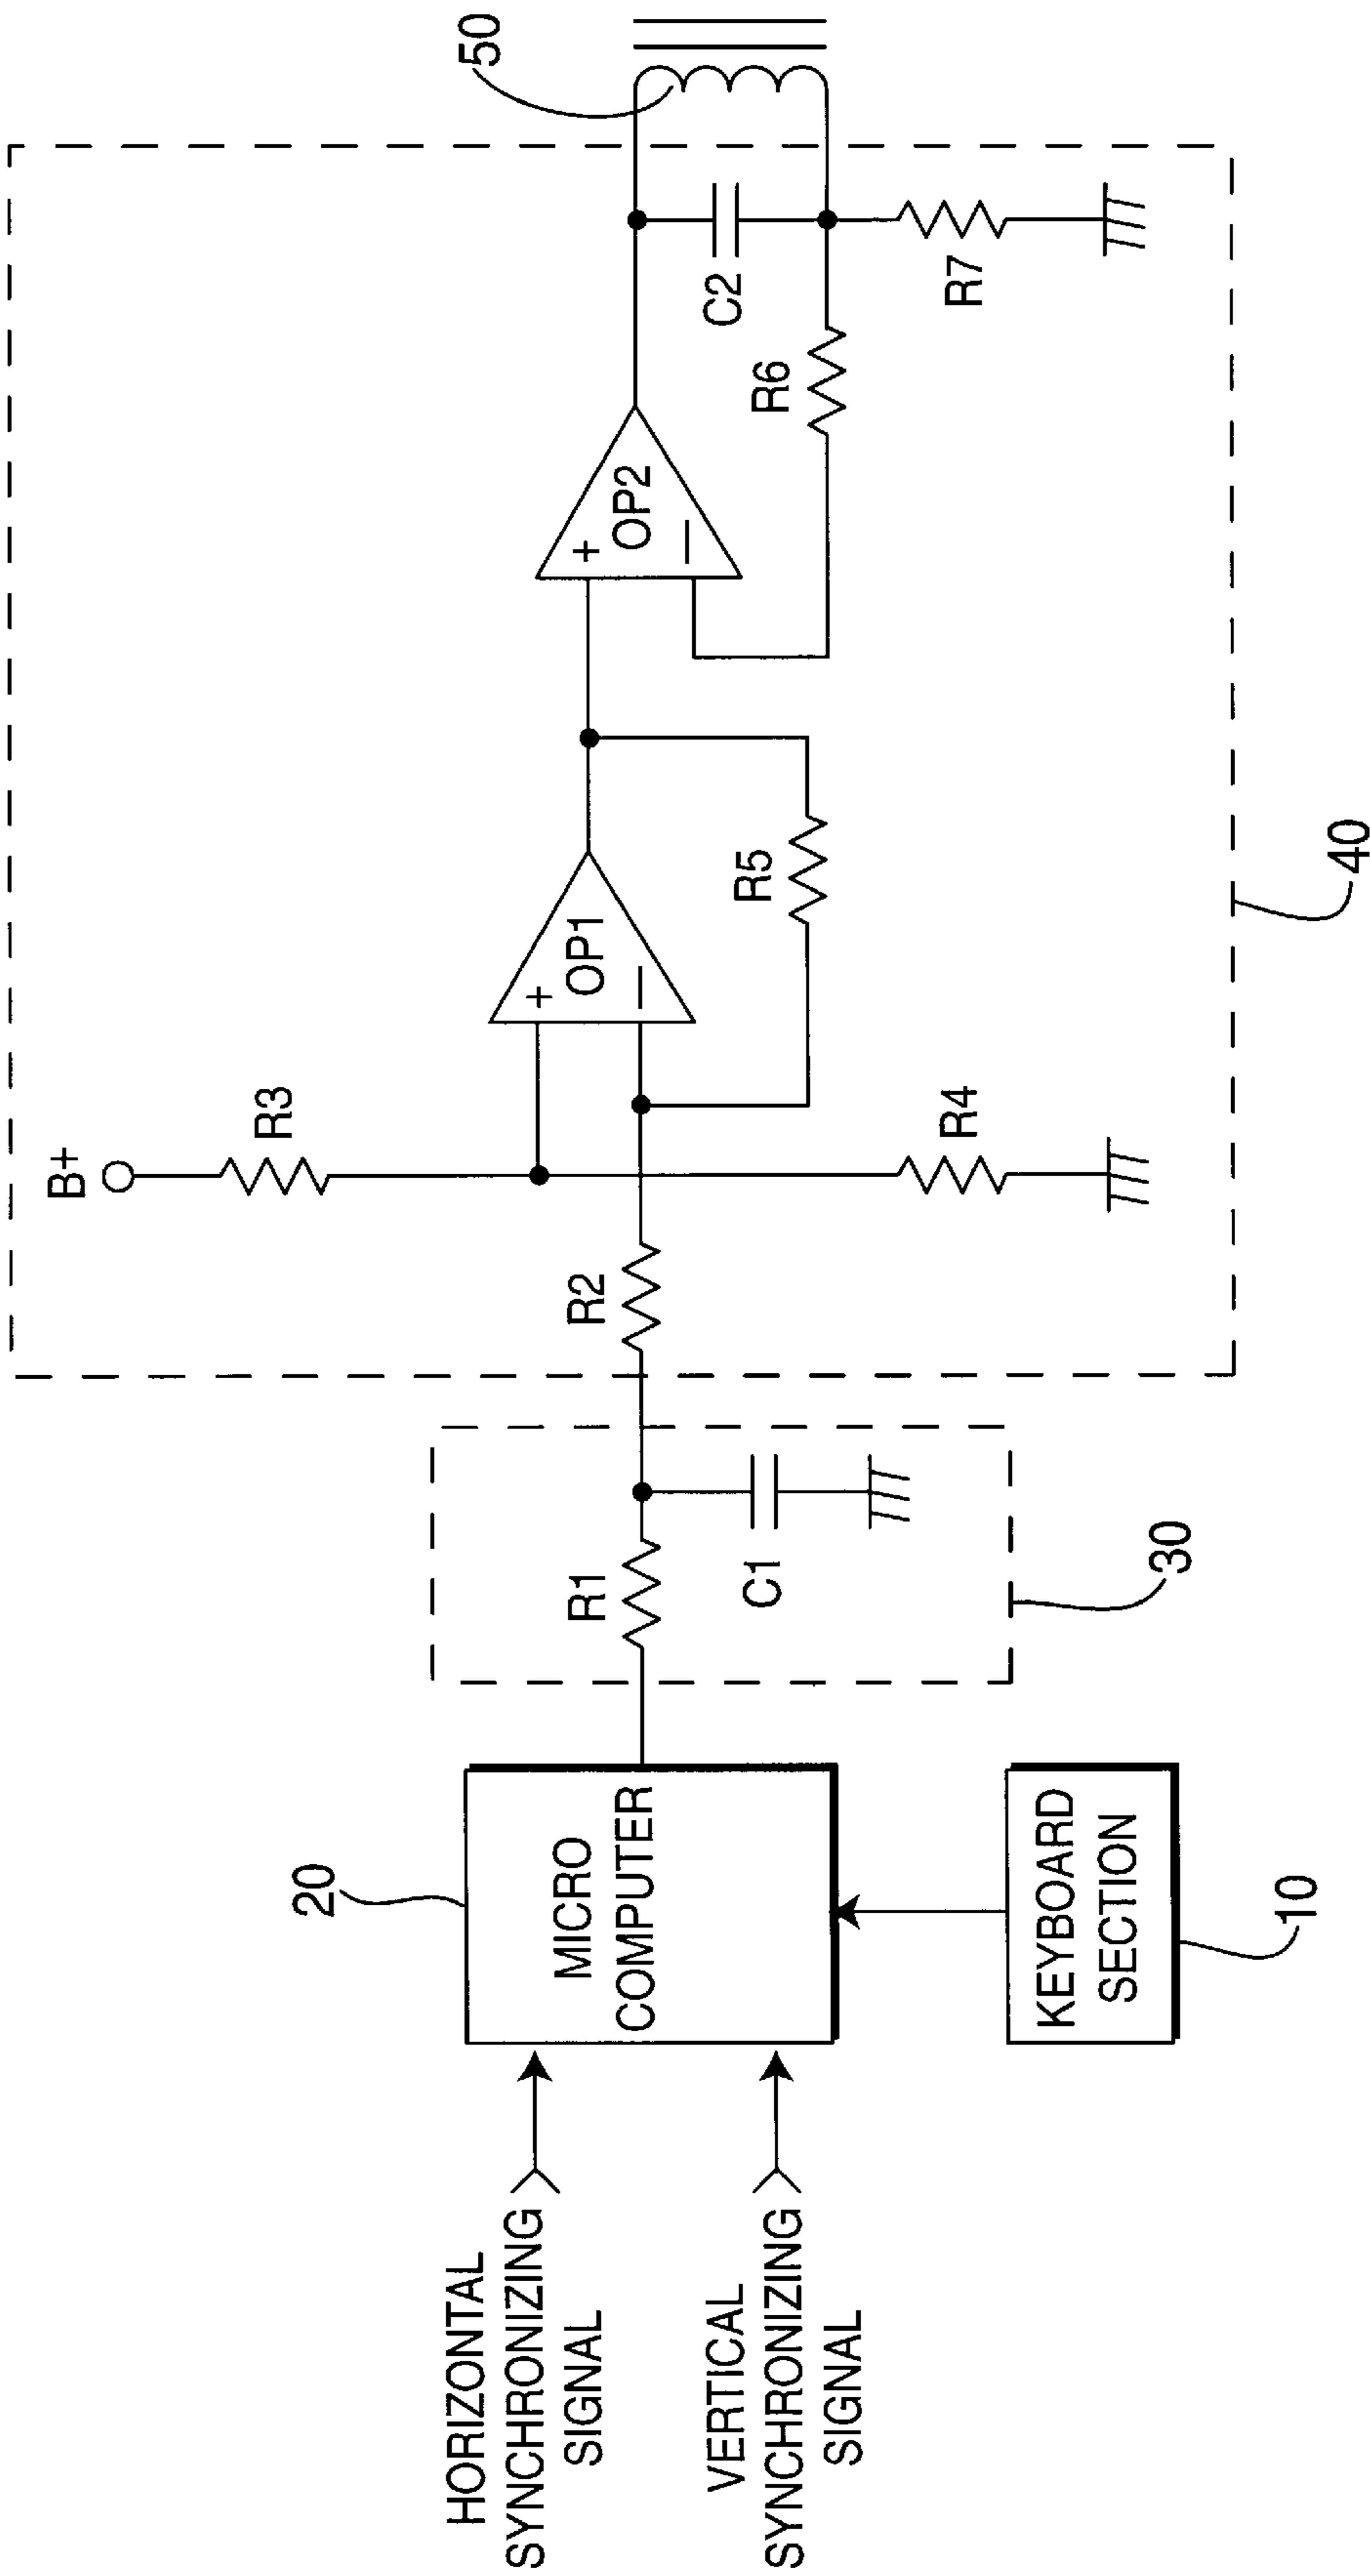 HORIZONTAL
SYNCHRONIZING
SIGNAL
VERTICAL
SYNCHRONIZING
SIGNAL
20
MICRO
COMPUTER
KEYBOARD
SECTION
10
R1
C1
30
B+
R3
R2
R4
+
OP1
−
R5
+
OP2
−
R6
C2
R7
50
40